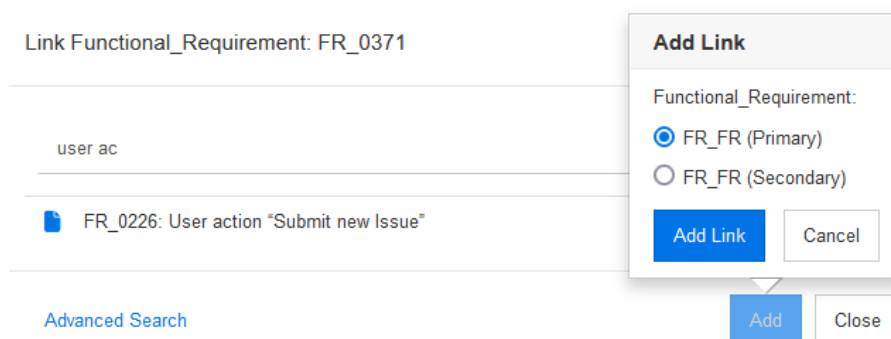 Link Functional_Requirement: FR_0371
user ac
FR_0226: User action “Submit new Issue”
Advanced Search
Add Link
Functional_Requirement:
FR_FR (Primary)
FR_FR (Secondary)
Add Link
Cancel
Add
Close